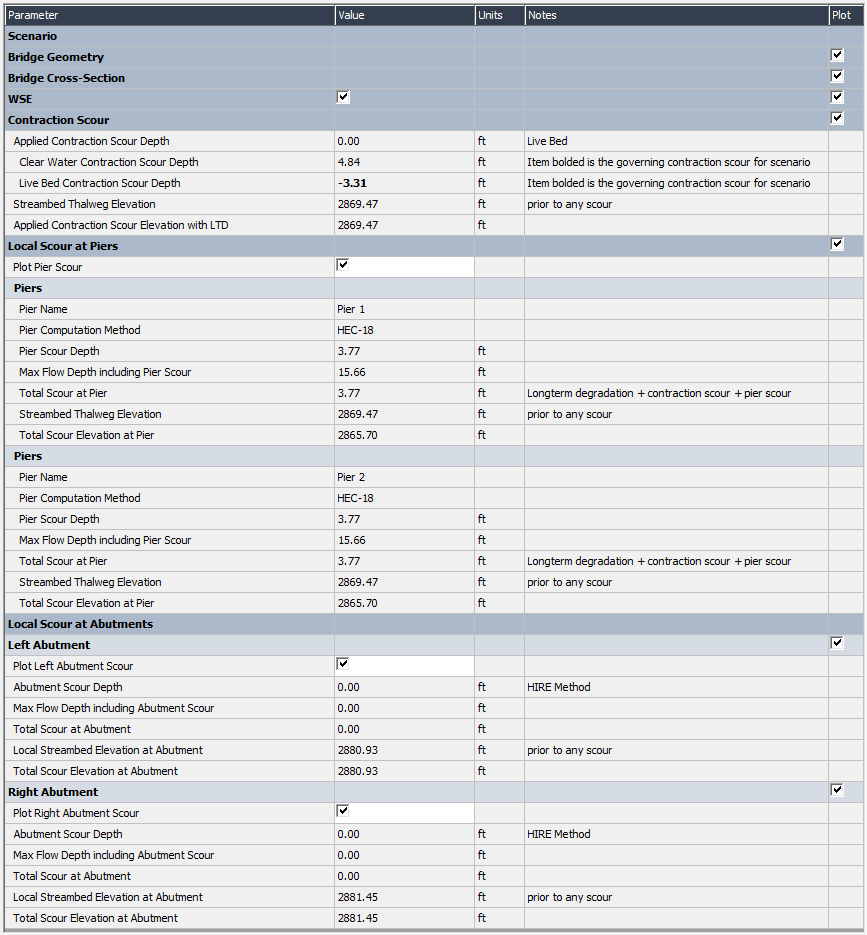 Parameter Value Units Notes Plot
Scenario
Bridge Geometry
Bridge Cross-Section
WSE
Contraction Scour
Applied Contraction Scour Depth 0.00 ft Live Bed
Clear Water Contraction Scour Depth 4.84 ft Item bolded is the governing contraction scour for scenario
Live Bed Contraction Scour Depth -3.31 ft Item bolded is the governing contraction scour for scenario
Streambed Thalweg Elevation 2869.47 ft prior to any scour
Applied Contraction Scour Elevation with LTD 2869.47 ft
Local Scour at Piers
Plot Pier Scour
Piers
Pier Name Pier 1
Pier Computation Method HEC-18
Pier Scour Depth 3.77 ft
Max Flow Depth including Pier Scour 15.66 ft
Total Scour at Pier 3.77 ft Longterm degradation + contraction scour + pier scour
Streambed Thalweg Elevation 2869.47 ft prior to any scour
Total Scour Elevation at Pier 2865.70 ft
Piers
Pier Name Pier 2
Pier Computation Method HEC-18
Pier Scour Depth 3.77 ft
Max Flow Depth including Pier Scour 15.66 ft
Total Scour at Pier 3.77 ft Longterm degradation + contraction scour + pier scour
Streambed Thalweg Elevation 2869.47 ft prior to any scour
Total Scour Elevation at Pier 2865.70 ft
Local Scour at Abutments
Left Abutment
Plot Left Abutment Scour
Abutment Scour Depth 0.00 ft HIRE Method
Max Flow Depth including Abutment Scour 0.00 ft
Total Scour at Abutment 0.00 ft
Local Streambed Elevation at Abutment 2880.93 ft prior to any scour
Total Scour Elevation at Abutment 2880.93 ft
Right Abutment
Plot Right Abutment Scour
Abutment Scour Depth 0.00 ft HIRE Method
Max Flow Depth including Abutment Scour 0.00 ft
Total Scour at Abutment 0.00 ft
Local Streambed Elevation at Abutment 2881.45 ft prior to any scour
Total Scour Elevation at Abutment 2881.45 ft